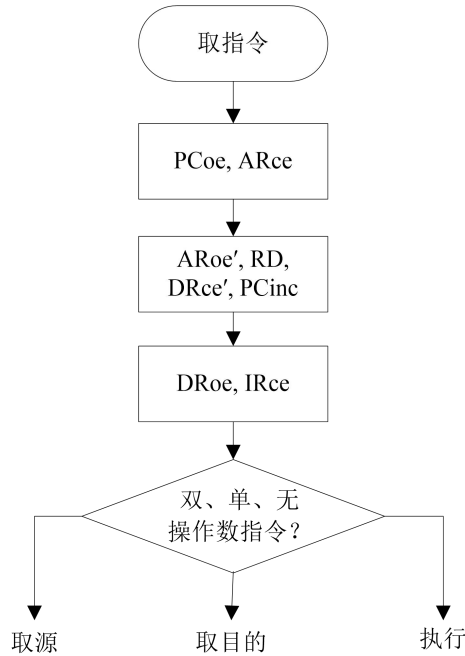 取指令
PCoe, ARce
ARoe′, RD,
DRce′, PCinc
DRoe, IRce
双、单、无
操作数指令？
取源
取目的
执行